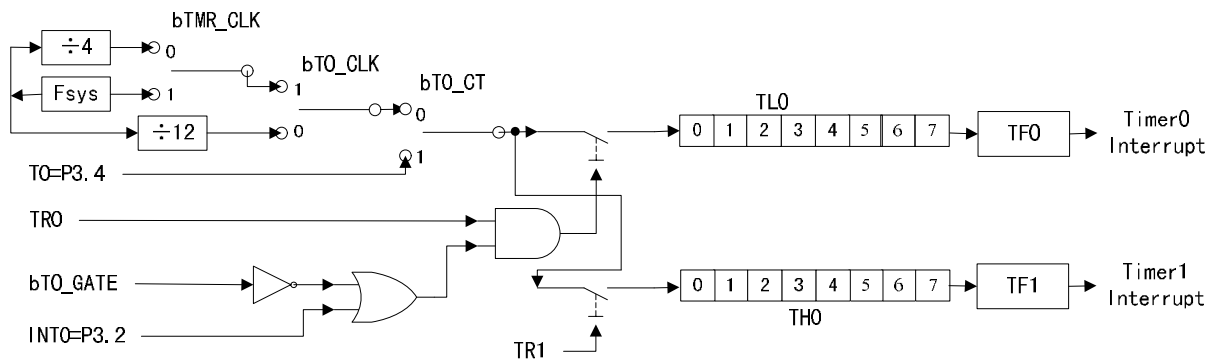 bTMR_CLK
÷4
0
bT0_CLK
Fsys
1
1
bT0_CT
0
÷12
0
1
T0=P3.4
TL0
0 1 2 3 4 5 6 7
TF0
Timer0
Interrupt
TR0
bT0_GATE
INT0=P3.2
TR1
0 1 2 3 4 5 6 7
TH0
TF1
Timer1
Interrupt